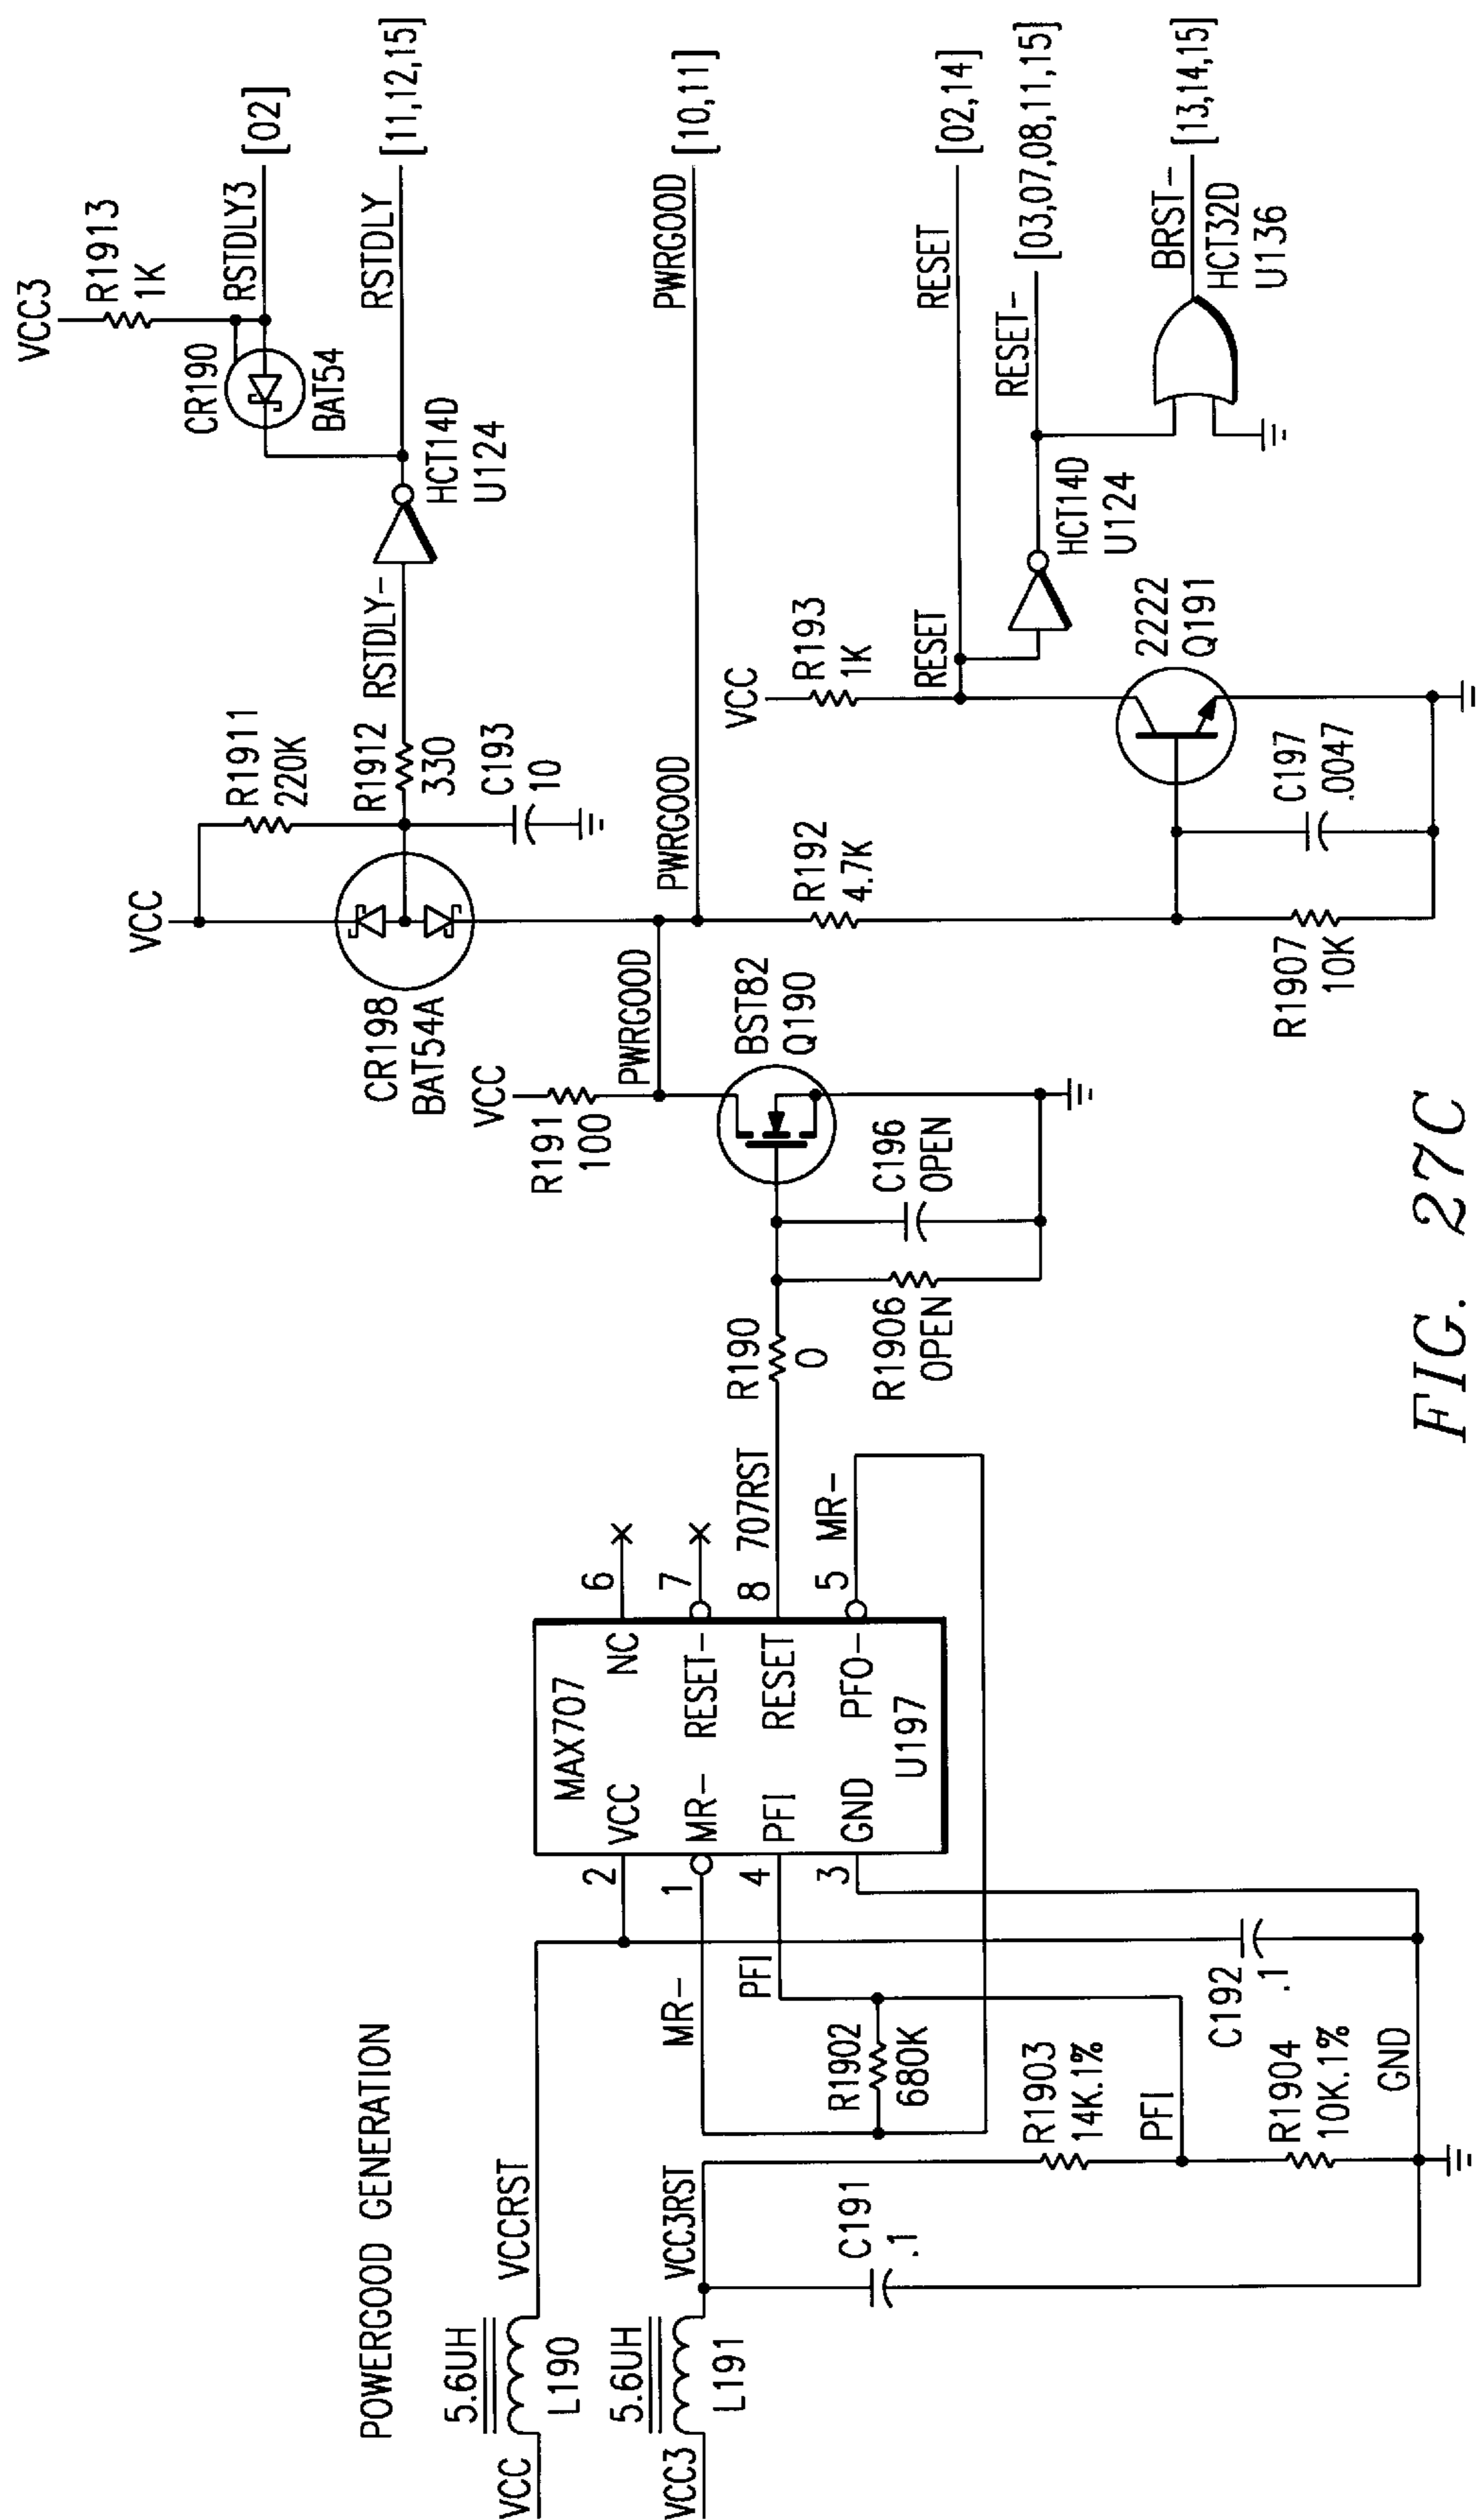 POWERGOOD GENERATION
VCC
5.6UH
L190
VCCRST
VCC3
5.6UH
L191
VCC3RST
C191
.1
R1903
14K.1%
PFI
R1904
10K.1%
GND
R1902
680K
MR-
PFI
C192
.1
2
1
4
3
MAX707
VCC
NC
MR-
RESET-
PFI
RESET
GND
PFO-
U197
6
7
8
707RST
5
MR-
R190
0
R1906
OPEN
C196
OPEN
BST82
Q190
VCC
R191
100
PWRGOOD
VCC
CR198
BAT54A
R1911
220K
R1912
330
C193
10
RSTDLY-
HCT14D
U124
CR190
BAT54
VCC3
R1913
1K
RSTDLY3
[02]
RSTDLY
[11,12,15]
PWRGOOD
PWRGOOD
[10,11]
R192
4.7K
R1907
10K
C197
.0047
2222
Q191
VCC
R193
1K
RESET
RESET
[02,14]
HCT14D
U124
RESET-
[03,07,08,11,15]
BRST-
[13,14,15]
HCT32D
U136
FIG. 27C